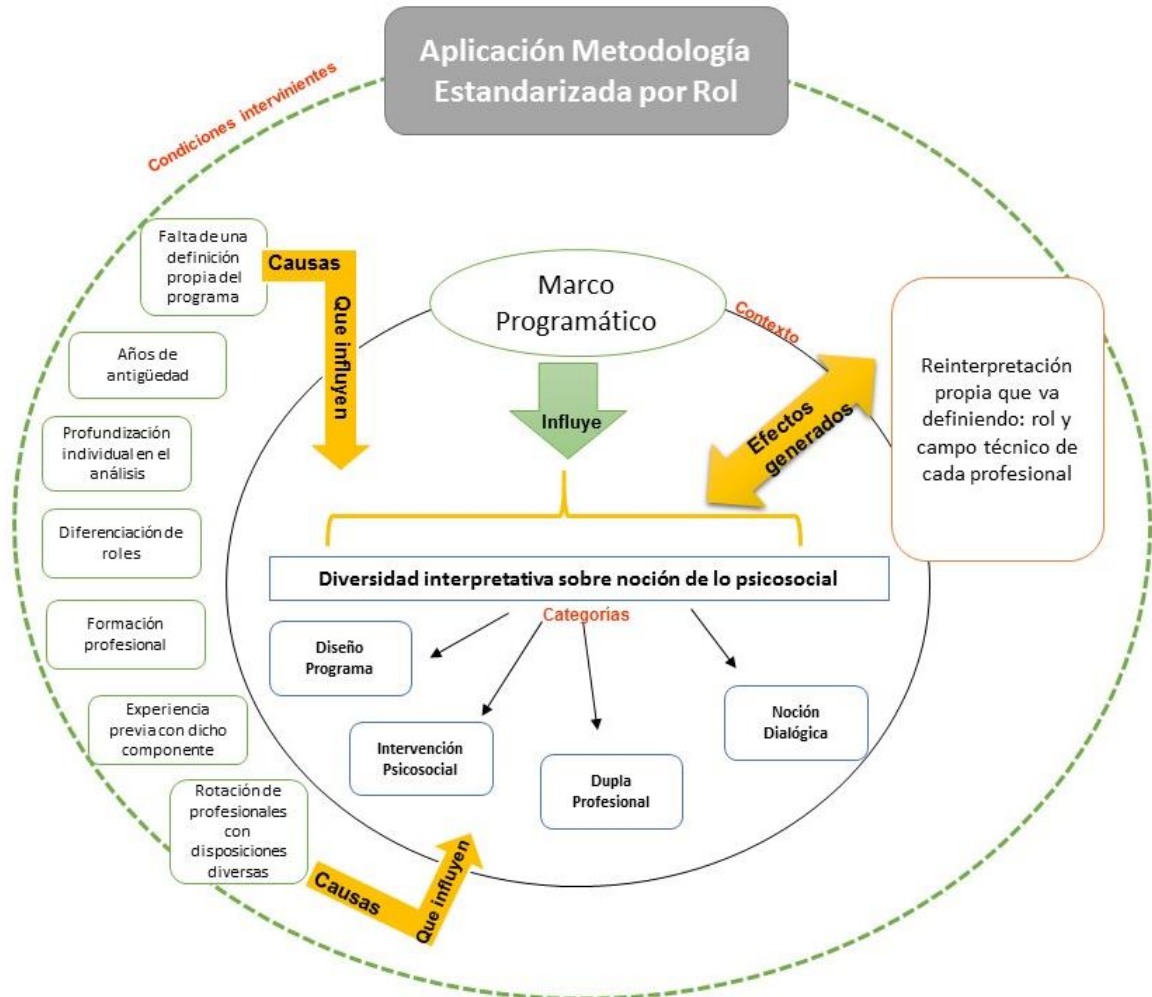 Aplicación Metodología
Estandarizada por Rol
Condiciones intervinientes
Falta de una
definición
propia del
programa
Causas
Que influyen
Marco
Programático
Contexto
Influye
Efectos
generados
Reinterpretación
propia que va
definiendo: rol y
campo técnico de
cada profesional
Años de
antigüedad
Profundización
individual en el
análisis
Diferenciación de
roles
Formación
profesional
Experiencia
previa con dicho
componente
Rotación de
profesionales
con
disposiciones
diversas
Causas
Que influyen
Diversidad interpretativa sobre noción de lo psicosocial
Categorías
Diseño
Programa
Intervención
Psicosocial
Dupla
Profesional
Noción
Dialógica